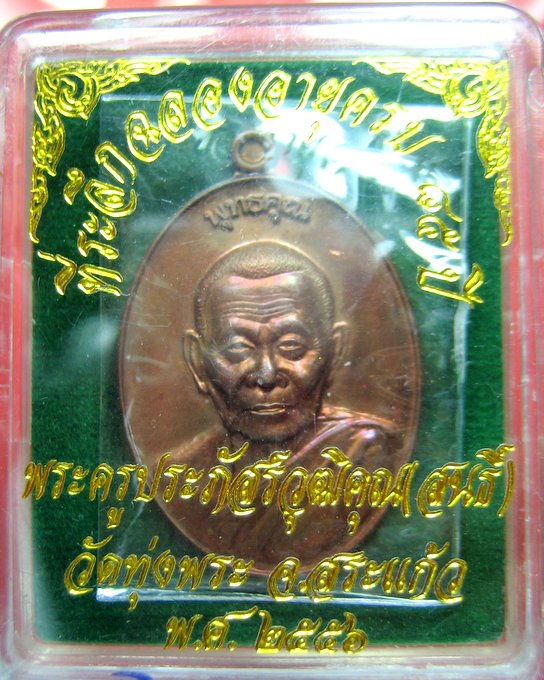 ที่ระลึกฉลองอายุครบ ๘๘ ปี
พุทธคุณ
พระครูประภัสร์วุฒิคุณ(สนธิ์)
วัดทุ่งพระ จ.สระแก้ว
พ.ศ. ๒๕๕๖